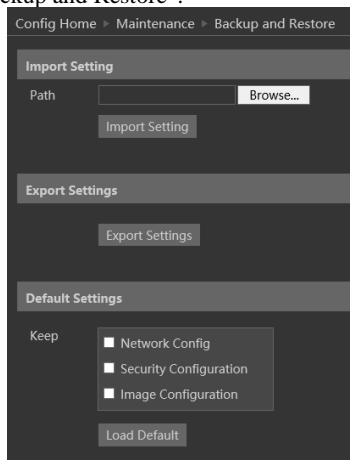 Config Home ▶ Maintenance ▶ Backup and Restore
Import Setting
Path Browse...
Import Setting
Export Settings
Export Settings
Default Settings
Keep
Network Config
Security Configuration
Image Configuration
Load Default